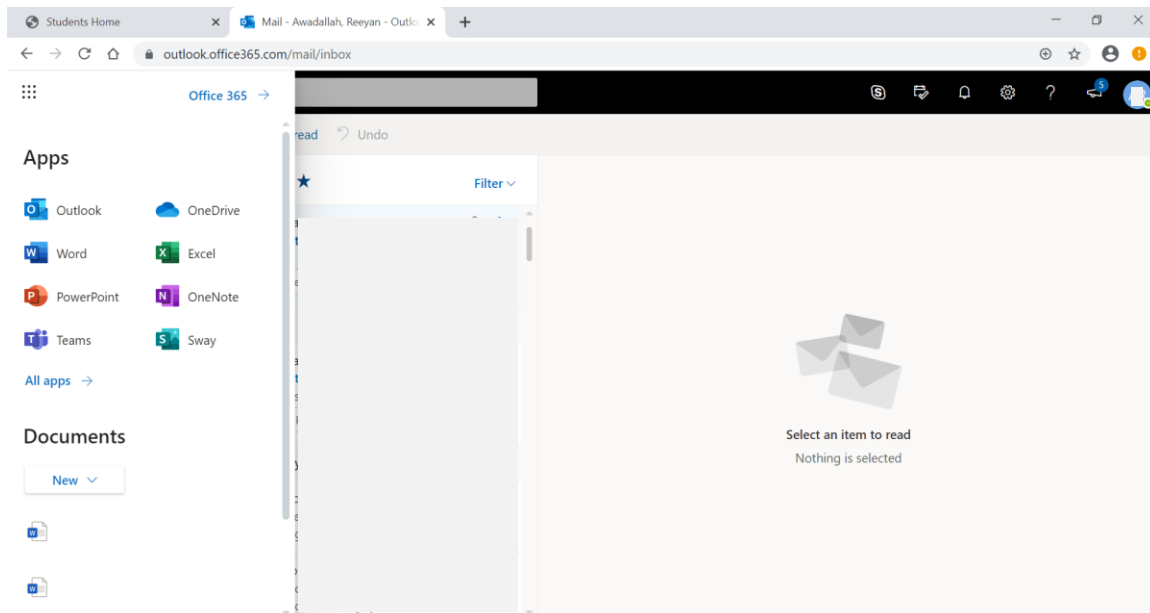 Students Home
Mail - Awadallah, Reeyan - Outlo
outlook.office365.com/mail/inbox
Office 365 →
read Undo
Apps
Filter
Outlook OneDrive
Word Excel
PowerPoint OneNote
Teams Sway
All apps →
Documents
New
Select an item to read
Nothing is selected
5